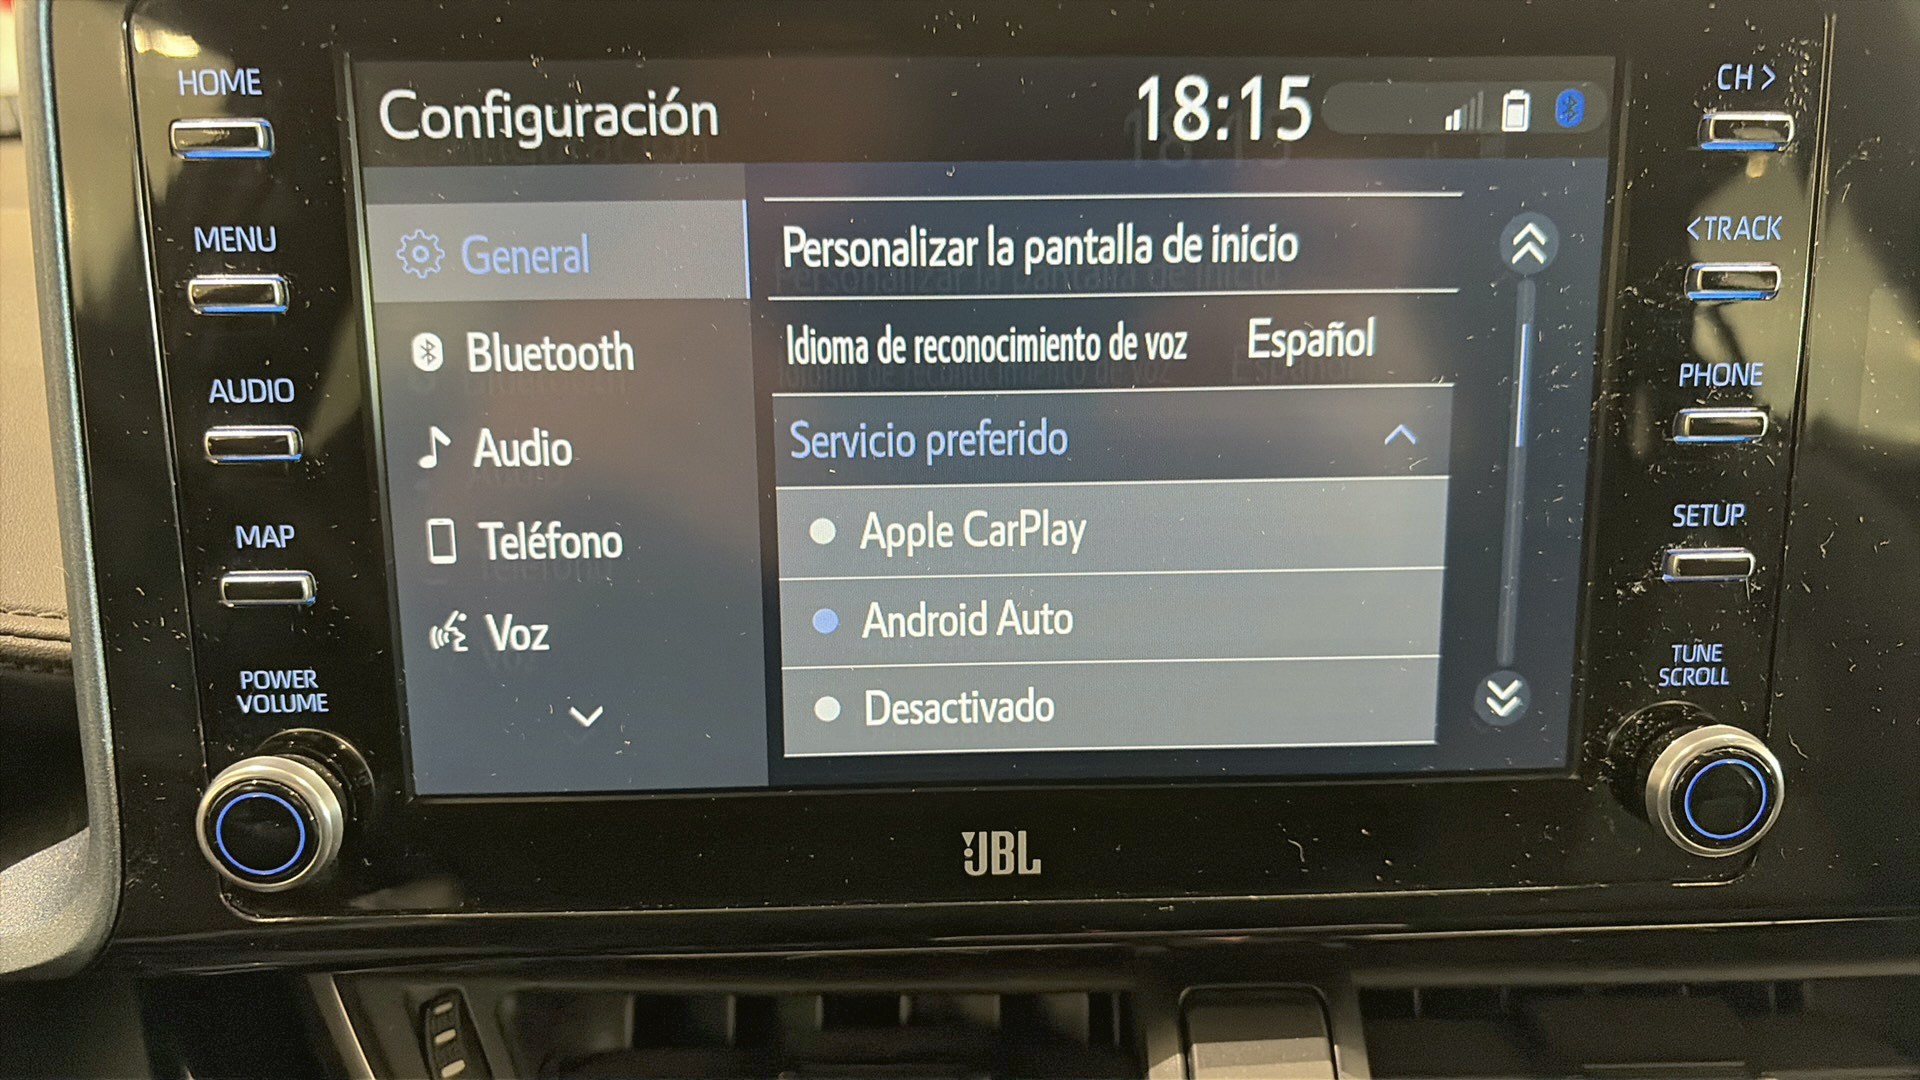 HOME
MENU
AUDIO
MAP
POWER
VOLUME
Configuración
18:15
General
Bluetooth
Audio
Teléfono
Voz
Personalizar la pantalla de inicio
Idioma de reconocimiento de voz Español
Servicio preferido
Apple CarPlay
Android Auto
Desactivado
CH >
< TRACK
PHONE
SETUP
TUNE
SCROLL
JBL